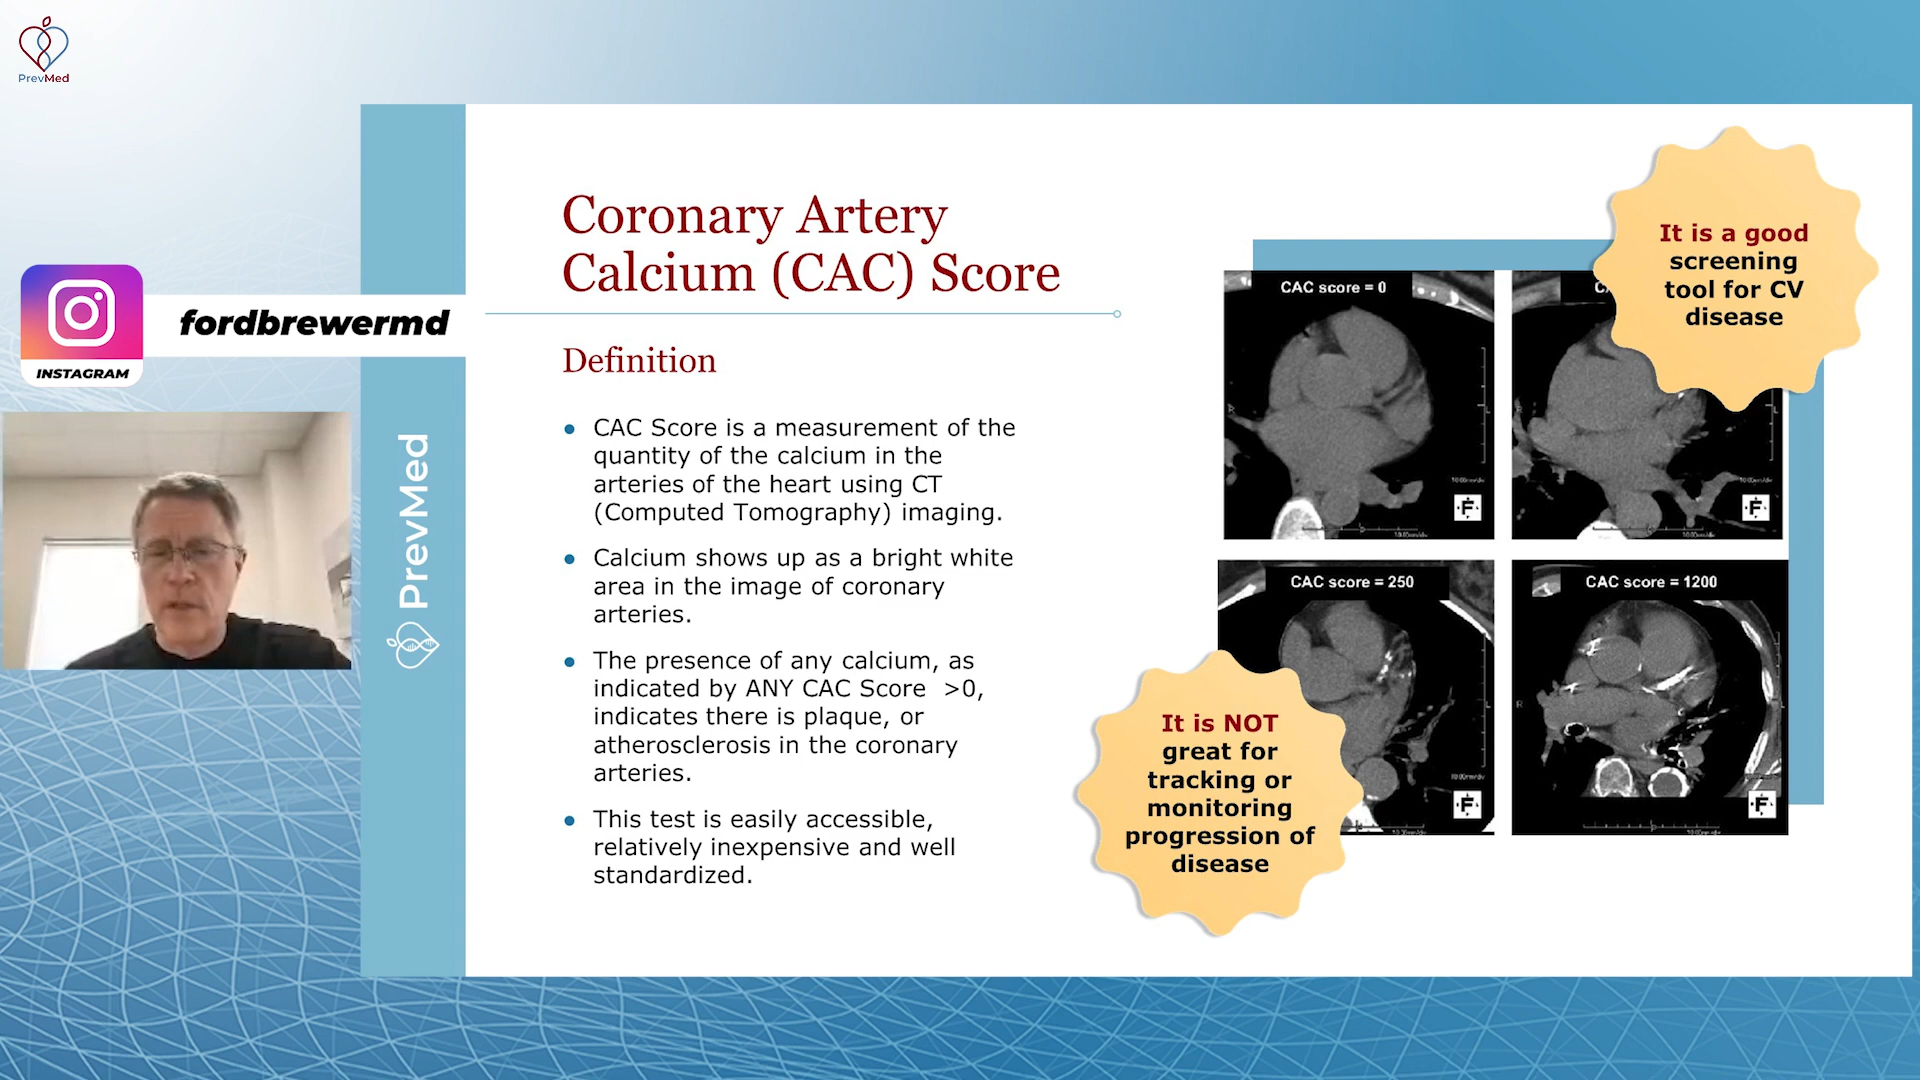 PrevMed
INSTAGRAM
fordbrewermd
PrevMed
Coronary Artery
Calcium (CAC) Score
Definition
● CAC Score is a measurement of the
quantity of the calcium in the
arteries of the heart using CT
(Computed Tomography) imaging.
● Calcium shows up as a bright white
area in the image of coronary
arteries.
● The presence of any calcium, as
indicated by ANY CAC Score >0,
indicates there is plaque, or
atherosclerosis in the coronary
arteries.
● This test is easily accessible,
relatively inexpensive and well
standardized.
It is a good
screening
tool for CV
disease
CAC score = 0
F
F
CAC score = 250
F
CAC score = 1200
R
F
It is NOT
great for
tracking or
monitoring
progression of
disease